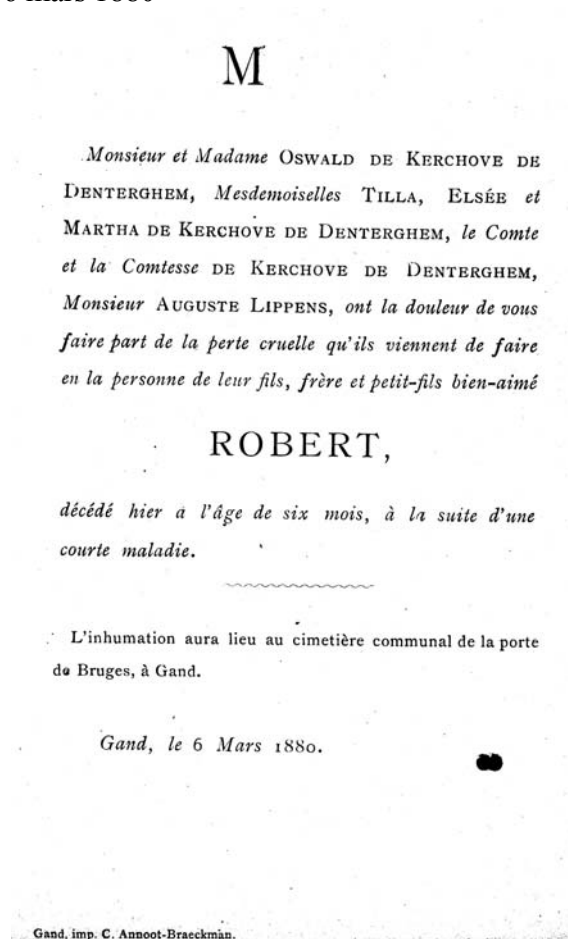 6 mars 1880
M
Monsieur et Madame OSWALD DE KERCHOVE DE
DENTERGHEM, Mesdemoiselles TILLA, ELSÉE et
MARTHA DE KERCHOVE DE DENTERGHEM, le Comte
et la Comtesse DE KERCHOVE DE DENTERGHEM,
Monsieur AUGUSTE LIPPENS, ont la douleur de vous
faire part de la perte cruelle qu'ils viennent de faire
en la personne de leur fils, frère et petit-fils bien-aimé
ROBERT,
décédé hier à l'âge de six mois, à la suite d'une
courte maladie.
L'inhumation aura lieu au cimetière communal de la porte
de Bruges, à Gand.
Gand, le 6 Mars 1880.
Gand, imp. C. Annoot-Braeckman.